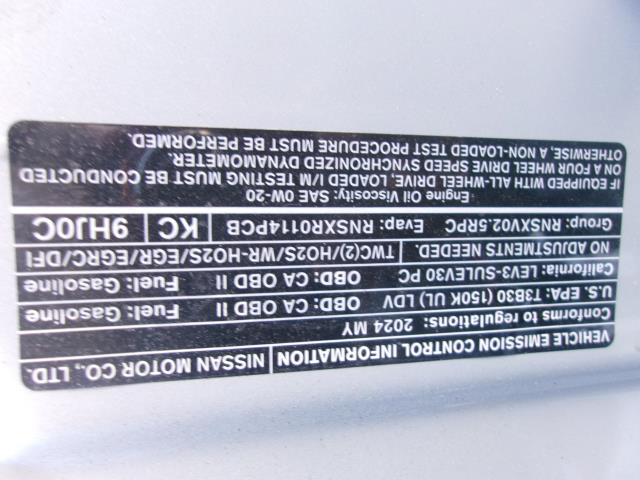 VEHICLE EMISSION CONTROL INFORMATION NISSAN MOTOR CO., LTD.
Conforms to regulations: 2024 MY
U.S. EPA: T3B30 (150K UL) LDV OBD: CA OBD II Fuel: Gasoline
California: LEV3-SULEV30 PC OBD: CA OBD II Fuel: Gasoline
NO ADJUSTMENTS NEEDED. TWC(2)/HO2S/WR-HO2S/EGR/EGRC/DFI
Group: RNSXV02.5RPC Evap: RNSXR0114PCB KC 9HJ0C
Engine Oil Viscosity: SAE 0W-20
IF EQUIPPED WITH ALL-WHEEL DRIVE, LOADED I/M TESTING MUST BE CONDUCTED
ON A FOUR WHEEL DRIVE SPEED SYNCHRONIZED DYNAMOMETER.
OTHERWISE, A NON-LOADED TEST PROCEDURE MUST BE PERFORMED.